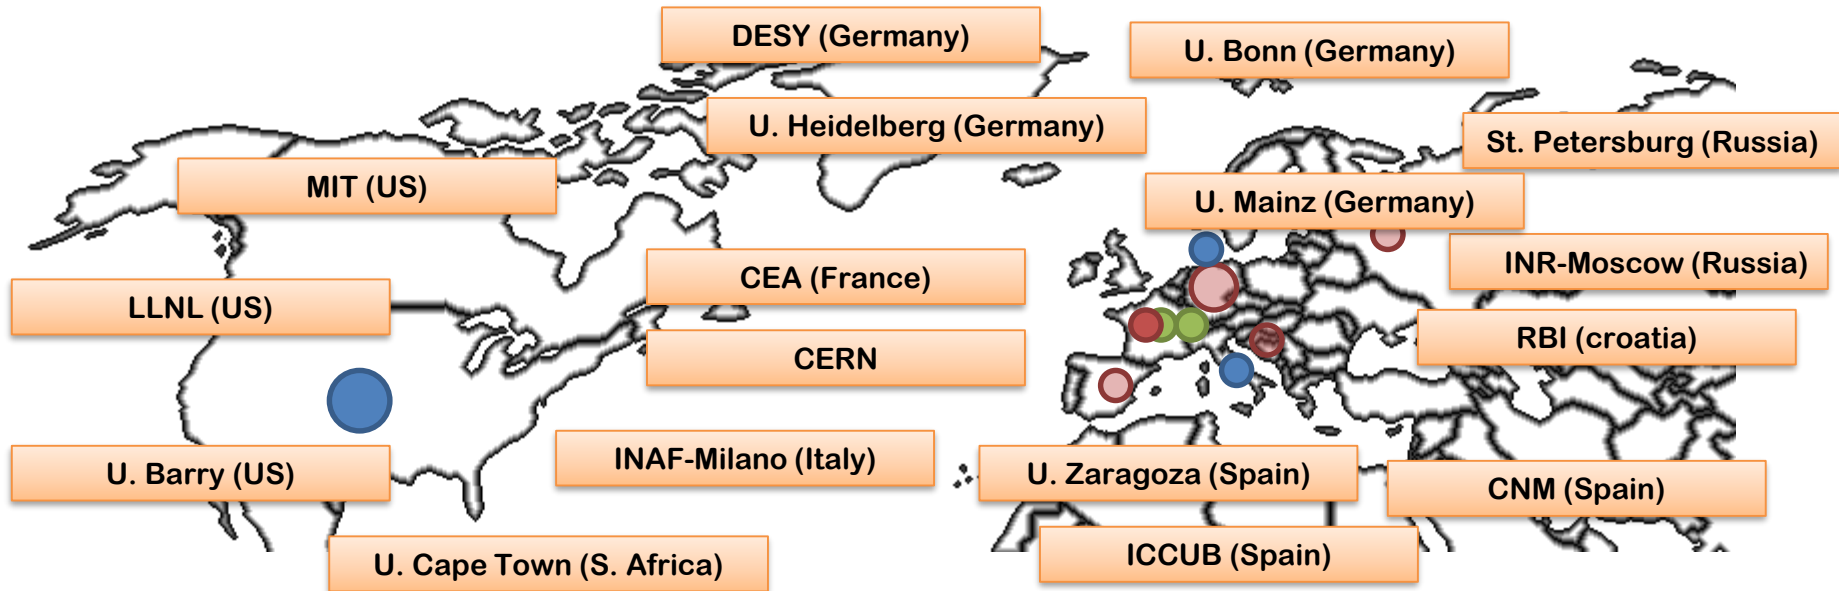 DESY (Germany)
U. Bonn (Germany)
U. Heidelberg (Germany)
St. Petersburg (Russia)
MIT (US)
U. Mainz (Germany)
CEA (France)
INR-Moscow (Russia)
LLNL (US)
CERN
RBI (croatia)
U. Barry (US)
INAF-Milano (Italy)
U. Zaragoza (Spain)
CNM (Spain)
U. Cape Town (S. Africa)
ICCUB (Spain)